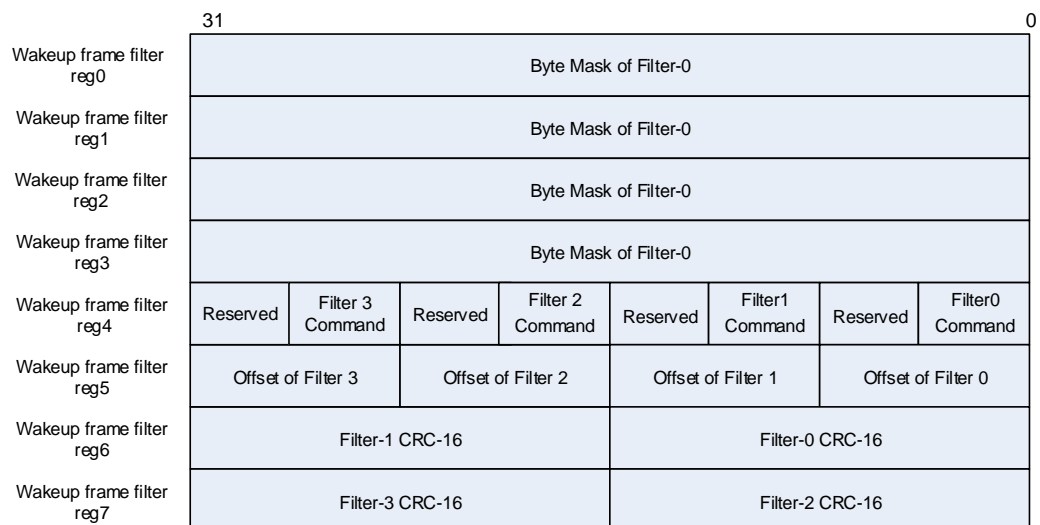 31 0
Wakeup frame filter
reg0
Byte Mask of Filter-0
Wakeup frame filter
reg1
Byte Mask of Filter-0
Wakeup frame filter
reg2
Byte Mask of Filter-0
Wakeup frame filter
reg3
Byte Mask of Filter-0
Wakeup frame filter
reg4
Reserved
Filter 3
Command
Reserved
Filter 2
Command
Reserved
Filter1
Command
Reserved
Filter0
Command
Wakeup frame filter
reg5
Offset of Filter 3
Offset of Filter 2
Offset of Filter 1
Offset of Filter 0
Wakeup frame filter
reg6
Filter-1 CRC-16
Filter-0 CRC-16
Wakeup frame filter
reg7
Filter-3 CRC-16
Filter-2 CRC-16